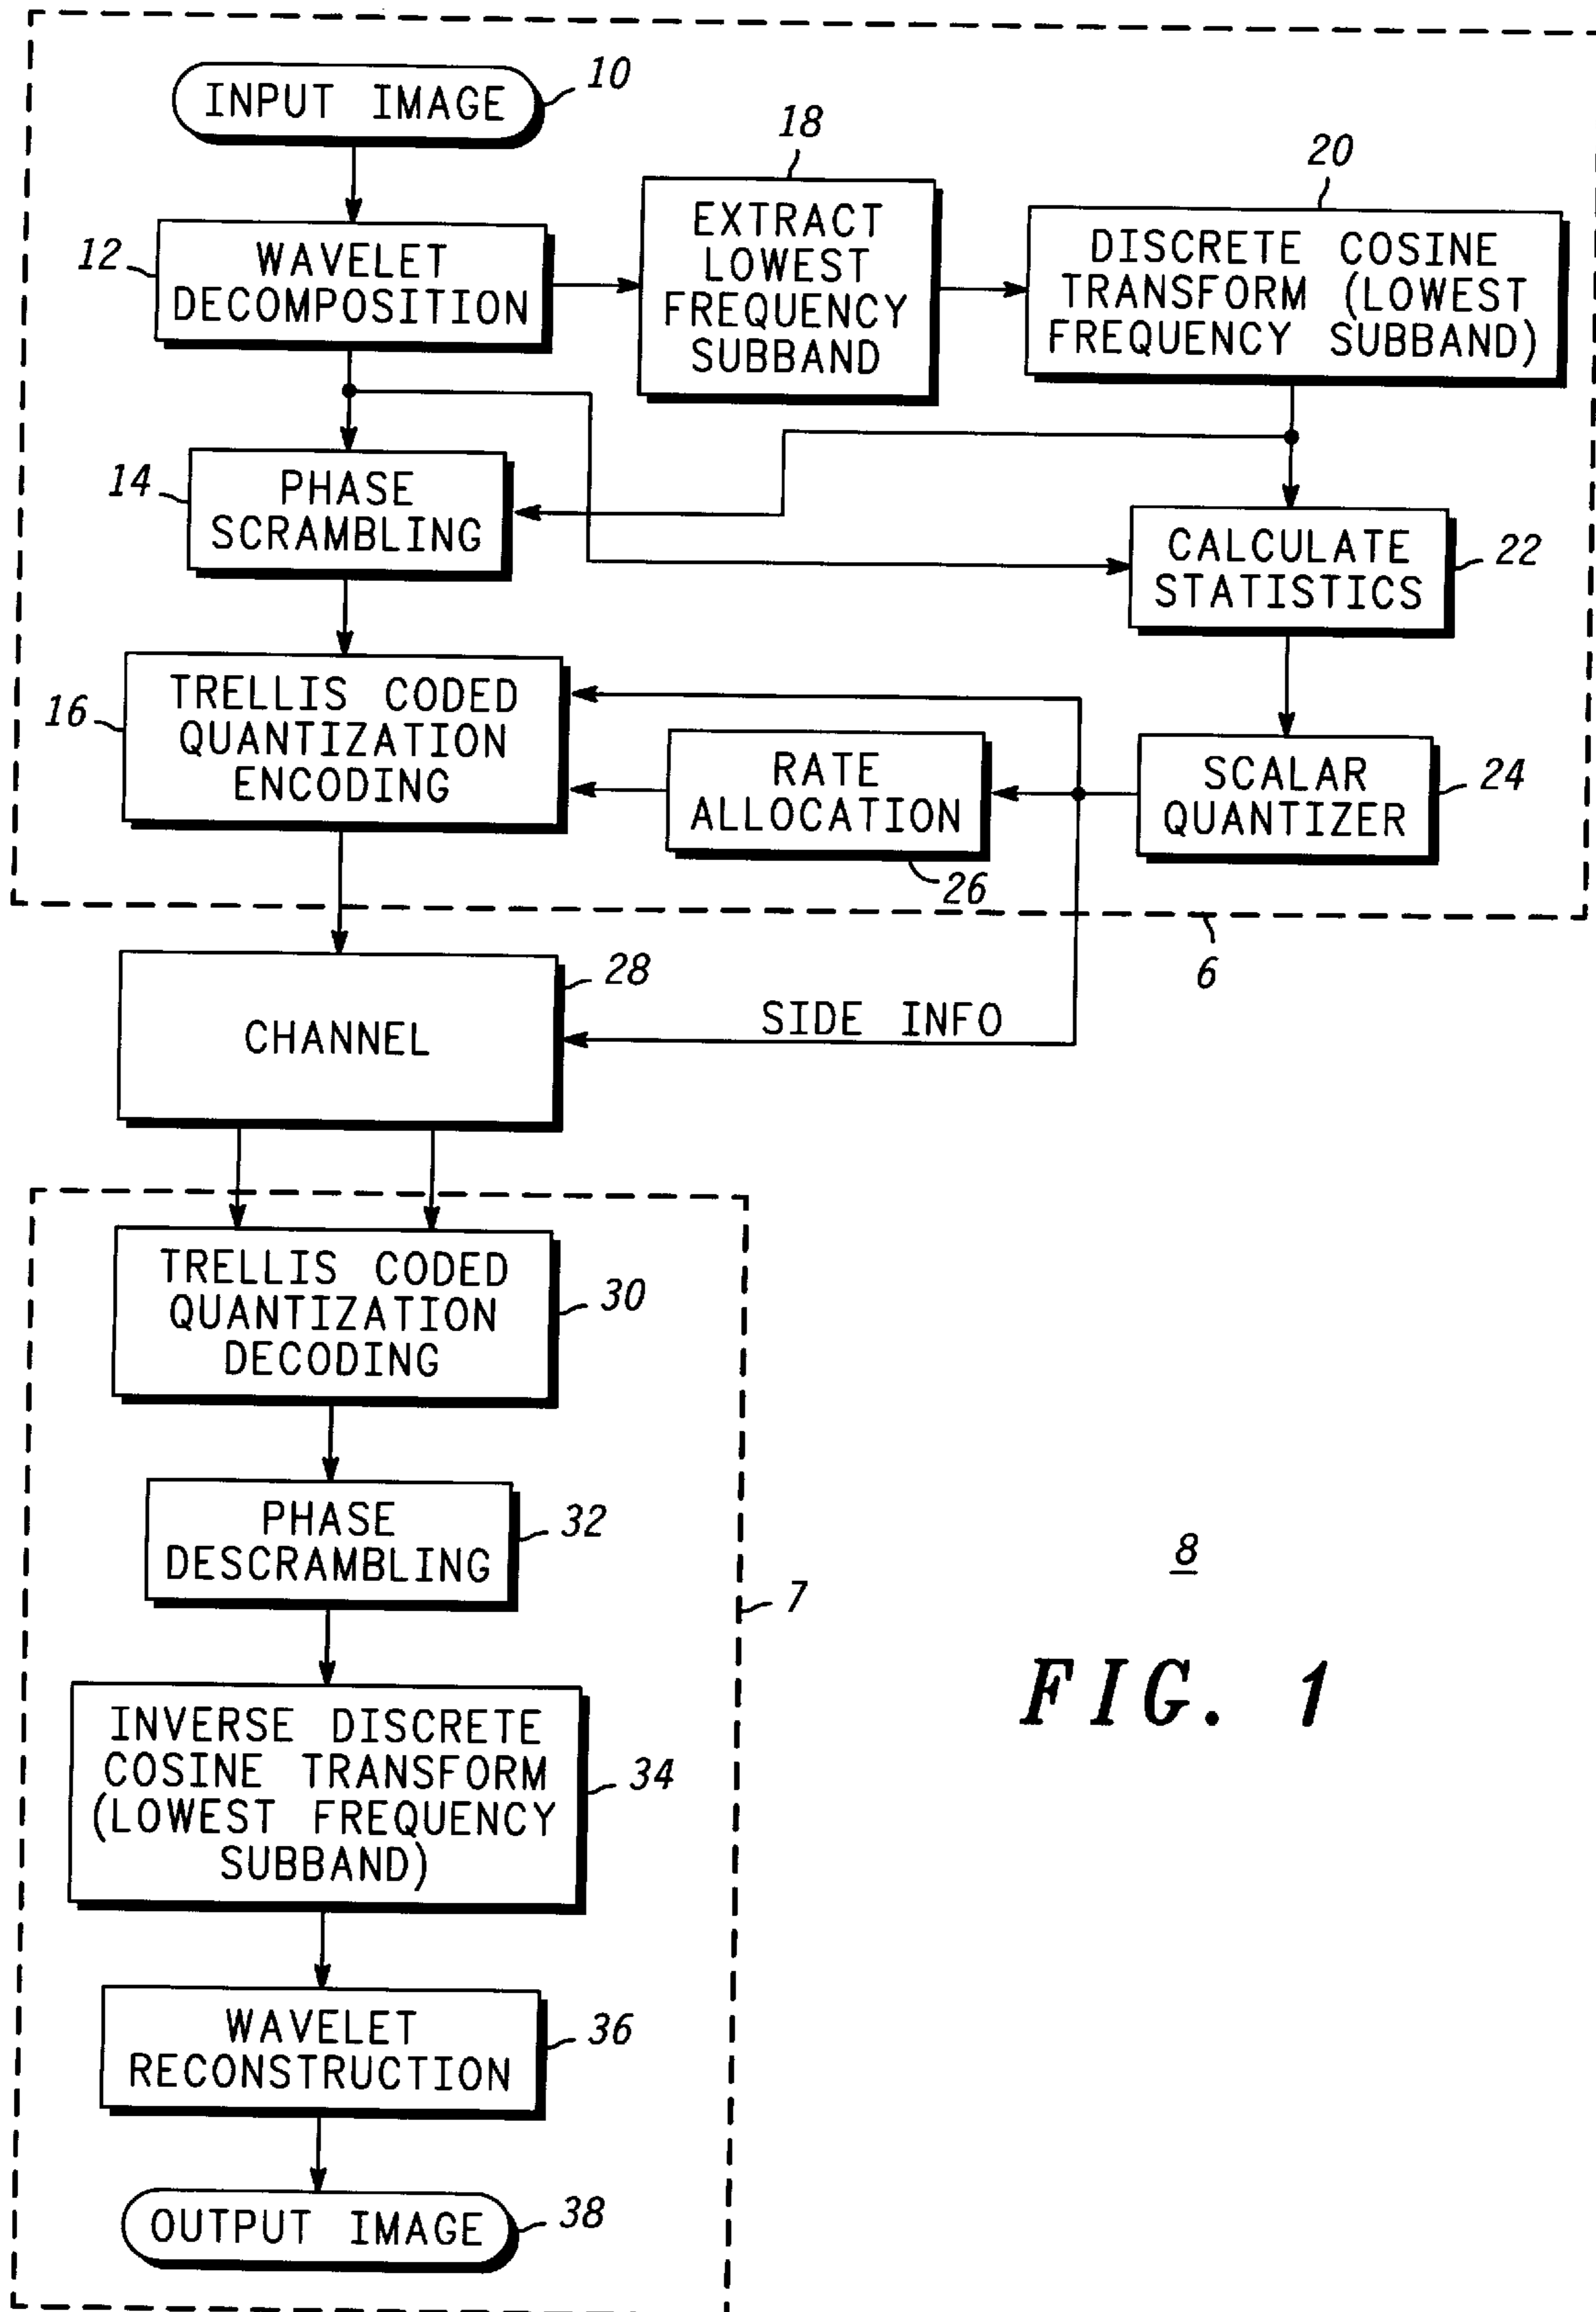 INPUT IMAGE
10
12
WAVELET
DECOMPOSITION
18
EXTRACT
LOWEST
FREQUENCY
SUBBAND
20
DISCRETE COSINE
TRANSFORM (LOWEST
FREQUENCY SUBBAND)
14
PHASE
SCRAMBLING
CALCULATE
STATISTICS
22
16
TRELLIS CODED
QUANTIZATION
ENCODING
RATE
ALLOCATION
26
SCALAR
QUANTIZER
24
6
CHANNEL
28
SIDE INFO
TRELLIS CODED
QUANTIZATION
DECODING
30
PHASE
DESCRAMBLING
32
7
8
FIG. 1
INVERSE DISCRETE
COSINE TRANSFORM
(LOWEST FREQUENCY
SUBBAND)
34
WAVELET
RECONSTRUCTION
36
OUTPUT IMAGE
38